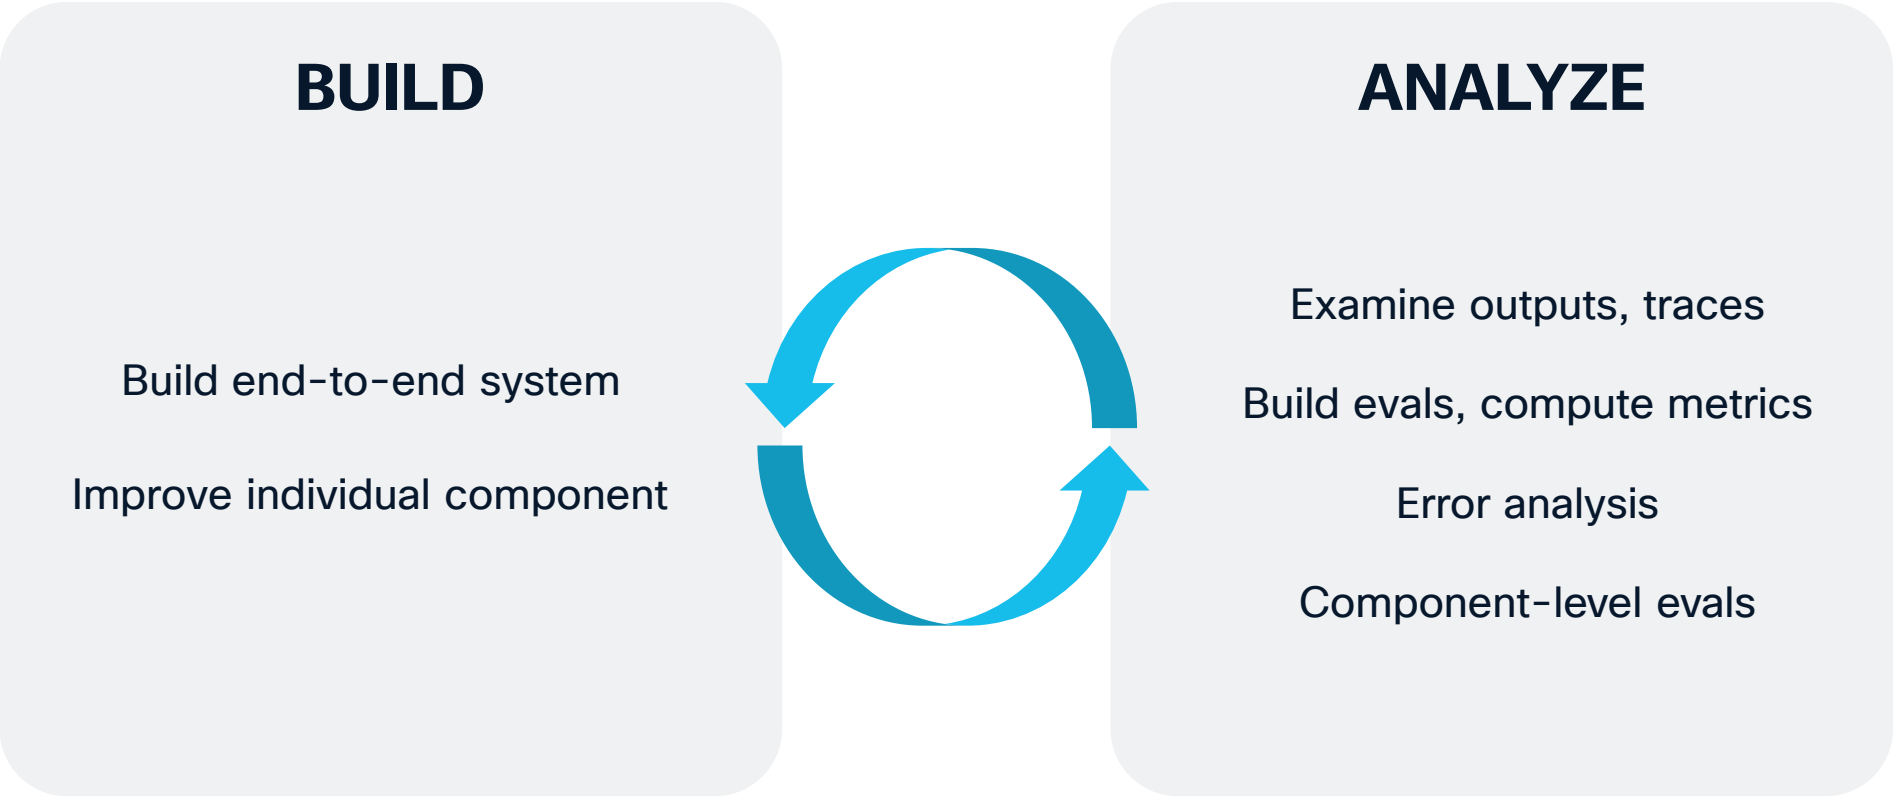 BUILD
Build end-to-end system
Improve individual component
ANALYZE
Examine outputs, traces
Build evals, compute metrics
Error analysis
Component-level evals